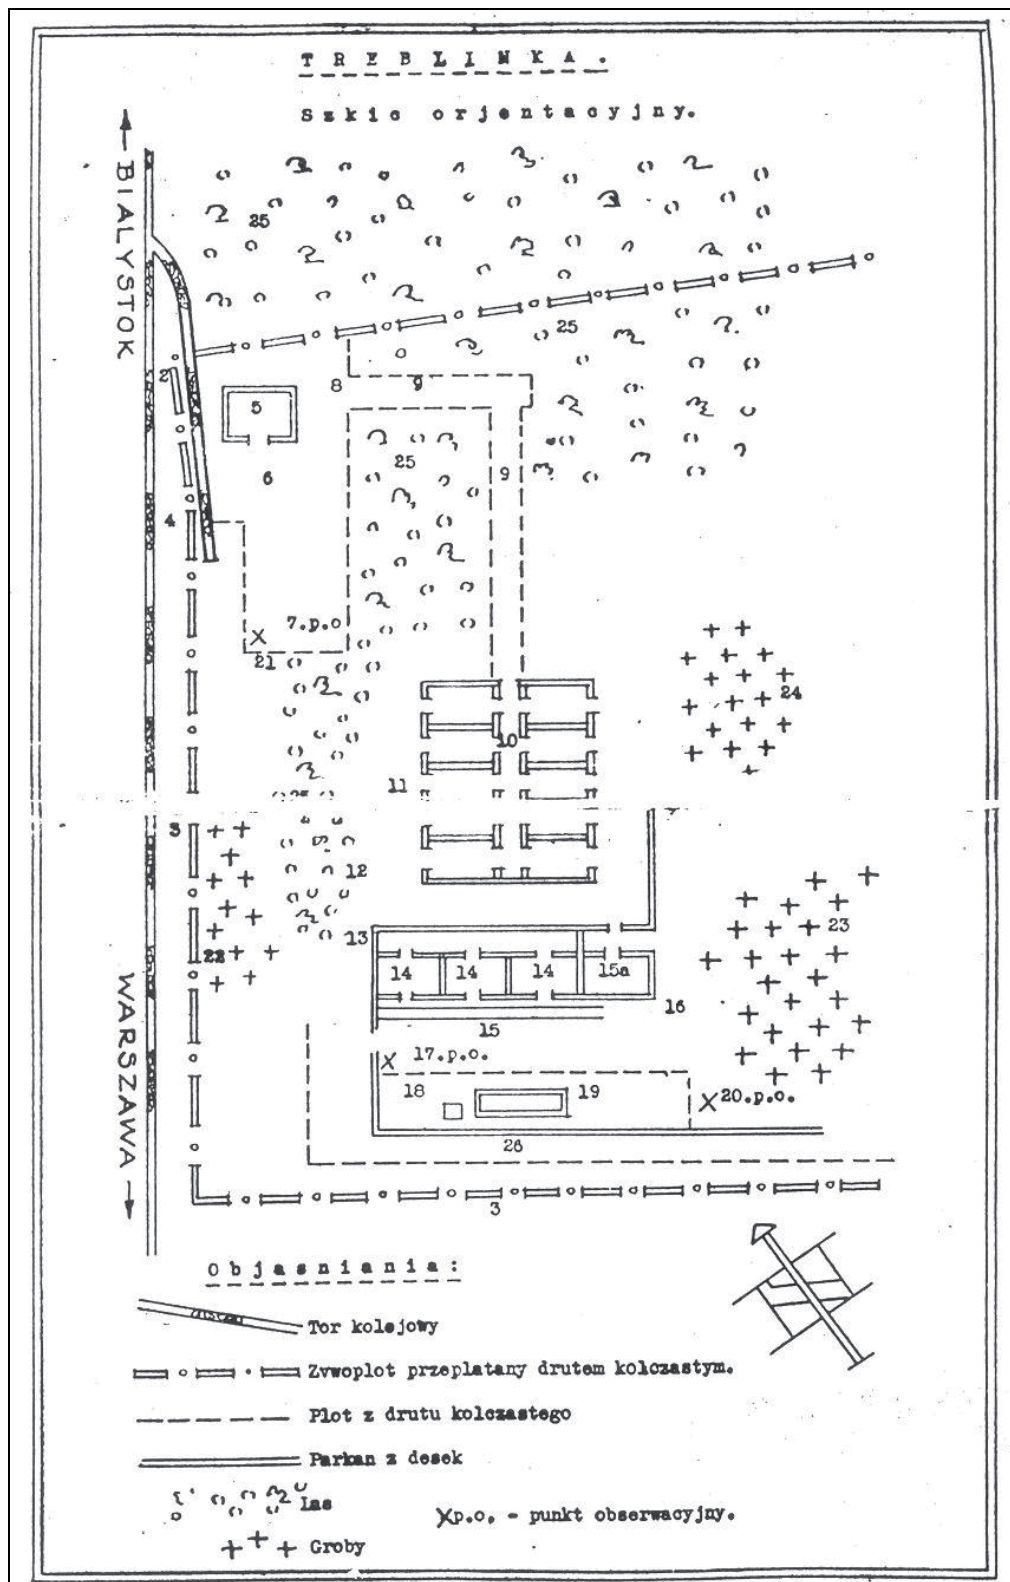 TREBLINKA.
Szkic orjentacyjny.
BIALYSTOK
25
25
2
8
9
5
25
9
6
4
7.p.o
21
24
10
11
3
12
23
13
22
14
14
14
15a
16
15
17.p.o.
18
19
20.p.o.
26
WARSZAWA
3
Objasniania:
Tor kolejowy
Zywoplot przeplatany drutem kolczastym.
Plot z drutu kolczastego
Parkan z desek
Las
Xp.o. - punkt obserwacyjny.
Groby